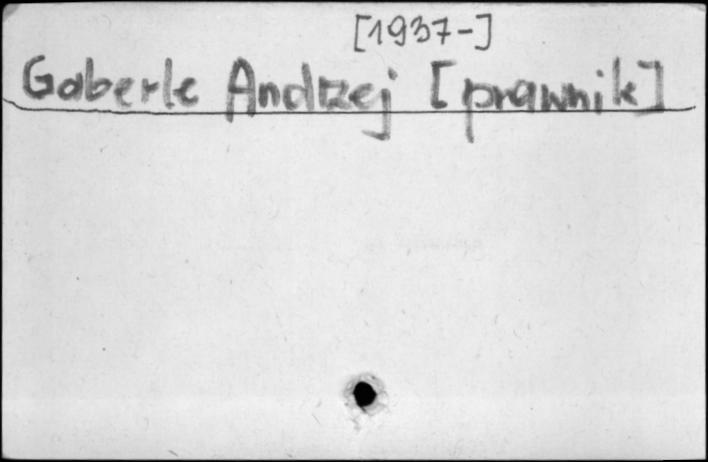 [1937-]
Gaberle Andrzej [prawnik]